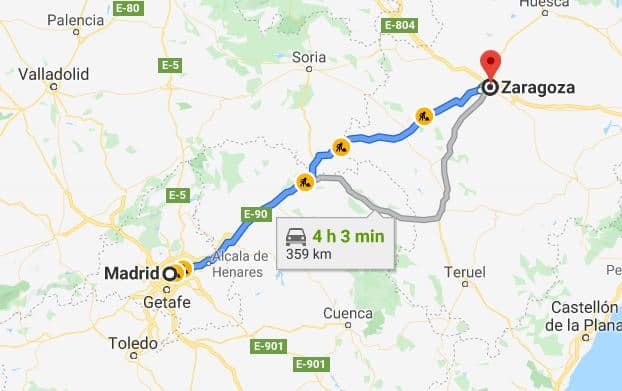 Palencia
E-80
E-804
Huesca
Valladolid
E-5
Soria
Zaragoza
E-5
E-90
4 h 3 min
359 km
Madrid
Alcala de
Henares
Getafe
Teruel
Cuenca
Castellón
de la Plana
Toledo
E-901
E-901